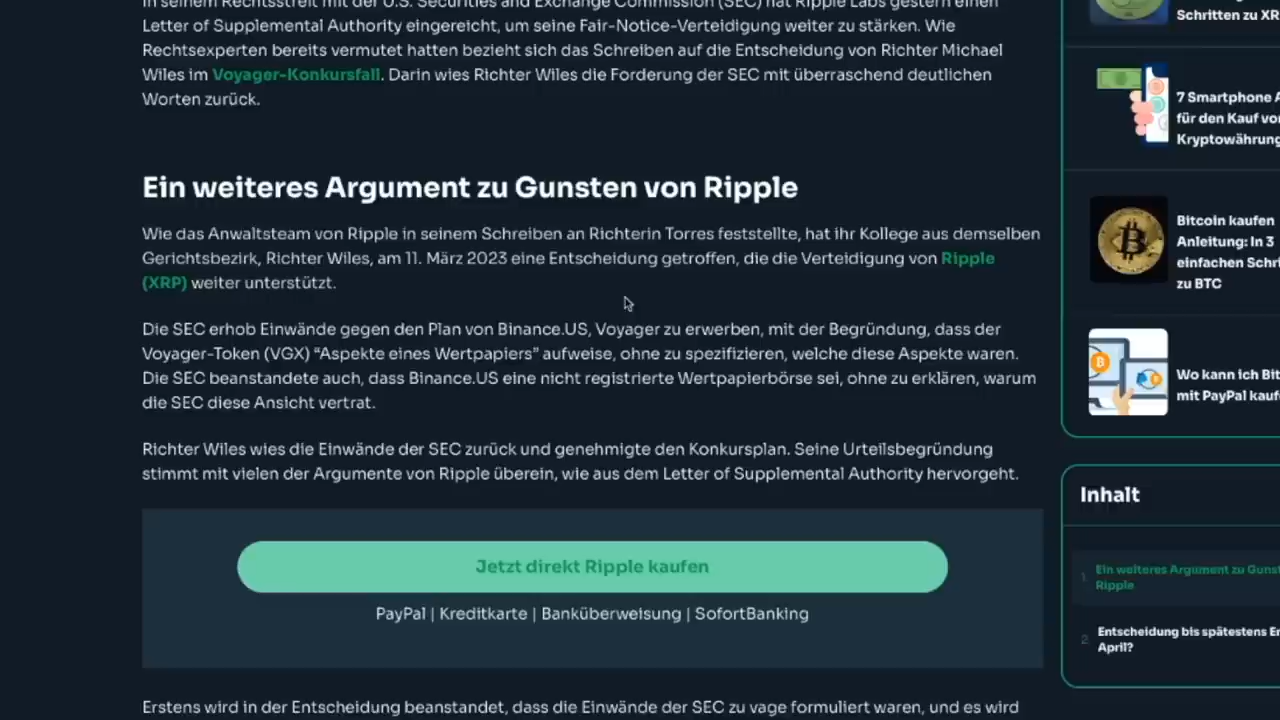 In seinem Rechtsstreit mit der U.S. Securities and Exchange Commission (SEC) hat Ripple Labs gestern einen
Letter of Supplemental Authority eingereicht, um seine Fair-Notice-Verteidigung weiter zu stärken. Wie
Rechtsexperten bereits vermutet hatten bezieht sich das Schreiben auf die Entscheidung von Richter Michael
Wiles im Voyager-Konkursfall. Darin wies Richter Wiles die Forderung der SEC mit überraschend deutlichen
Worten zurück.
Ein weiteres Argument zu Gunsten von Ripple
Wie das Anwaltsteam von Ripple in seinem Schreiben an Richterin Torres feststellte, hat ihr Kollege aus demselben
Gerichtsbezirk, Richter Wiles, am 11. März 2023 eine Entscheidung getroffen, die die Verteidigung von Ripple
(XRP) weiter unterstützt.
Die SEC erhob Einwände gegen den Plan von Binance.US, Voyager zu erwerben, mit der Begründung, dass der
Voyager-Token (VGX) “Aspekte eines Wertpapiers” aufweise, ohne zu spezifizieren, welche diese Aspekte waren.
Die SEC beanstandete auch, dass Binance.US eine nicht registrierte Wertpapierbörse sei, ohne zu erklären, warum
die SEC diese Ansicht vertrat.
Richter Wiles wies die Einwände der SEC zurück und genehmigte den Konkursplan. Seine Urteilsbegründung
stimmt mit vielen der Argumente von Ripple überein, wie aus dem Letter of Supplemental Authority hervorgeht.
Jetzt direkt Ripple kaufen
PayPal | Kreditkarte | Banküberweisung | SofortBanking
Erstens wird in der Entscheidung beanstandet, dass die Einwände der SEC zu vage formuliert waren, und es wird
Schritten zu XR
7 Smartphone A
für den Kauf vo
Kryptowährung
Bitcoin kaufen
Anleitung: In 3
einfachen Schri
zu BTC
Wo kann ich Bit
mit PayPal kauf
Inhalt
1 Ein weiteres Argument zu Gunst
Ripple
2 Entscheidung bis spätestens En
April?